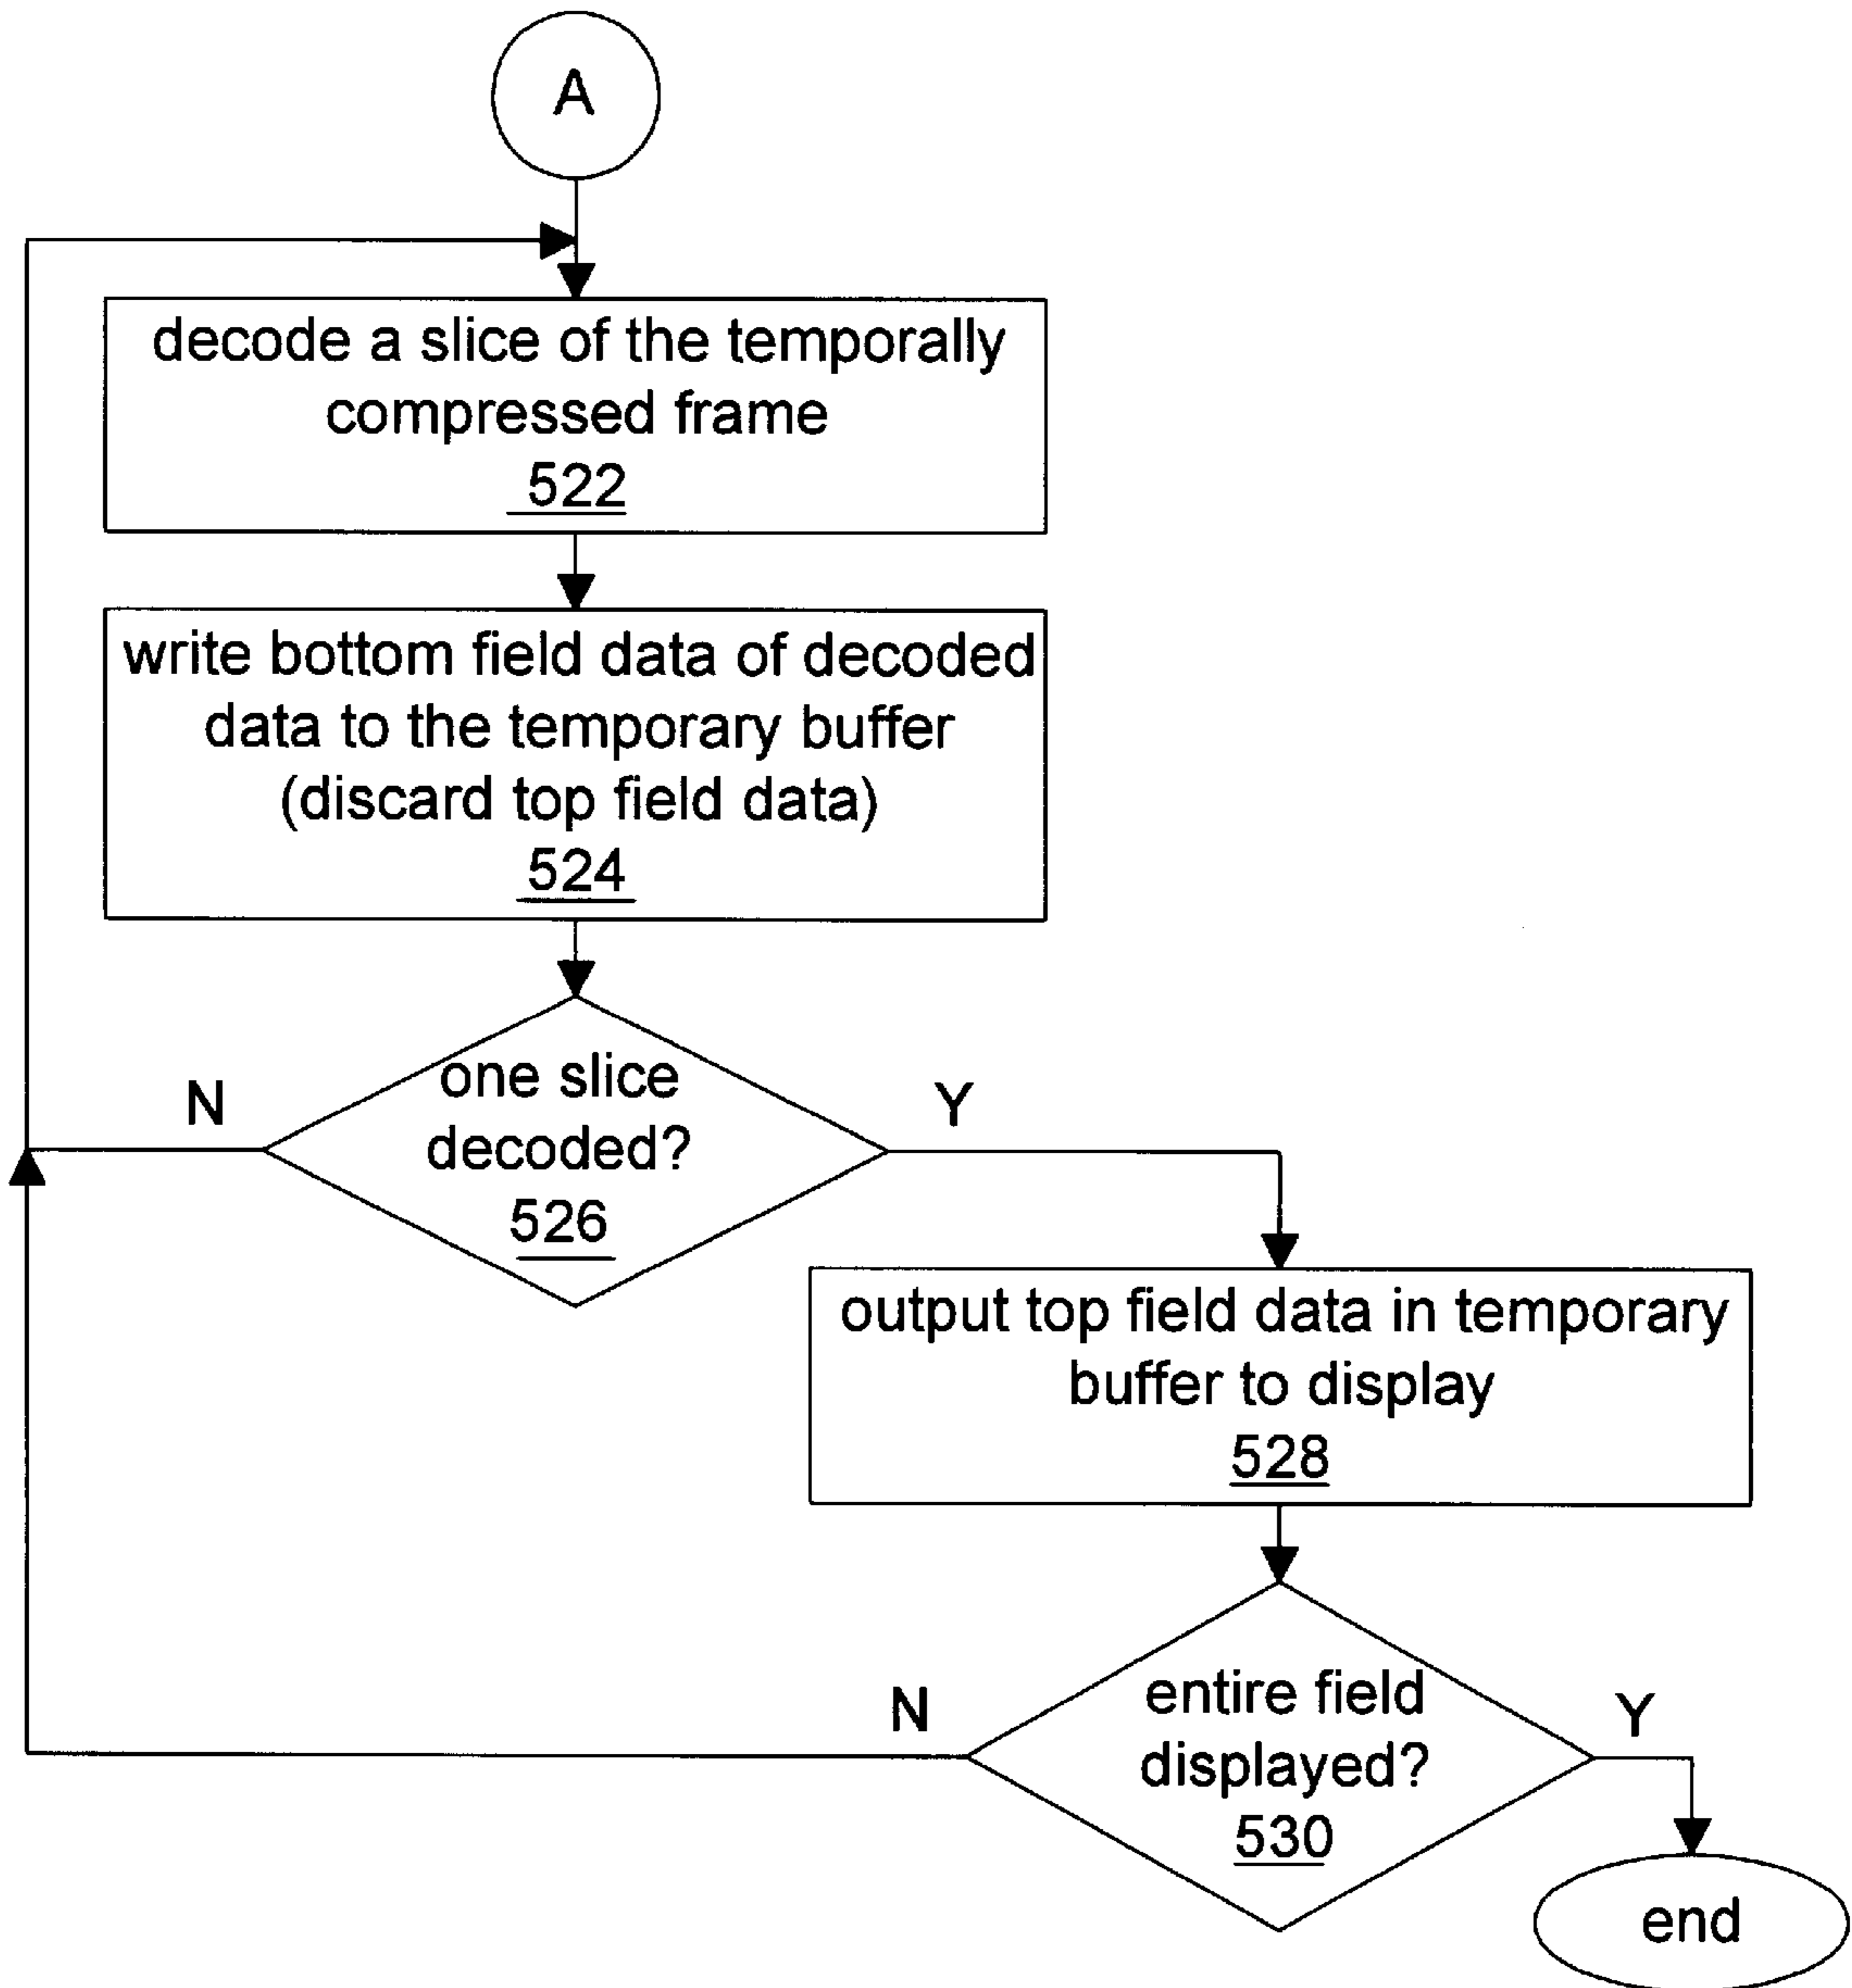 A
decode a slice of the temporally
compressed frame
522
write bottom field data of decoded
data to the temporary buffer
(discard top field data)
524
one slice
decoded?
526
N
Y
output top field data in temporary
buffer to display
528
entire field
displayed?
530
N
Y
end